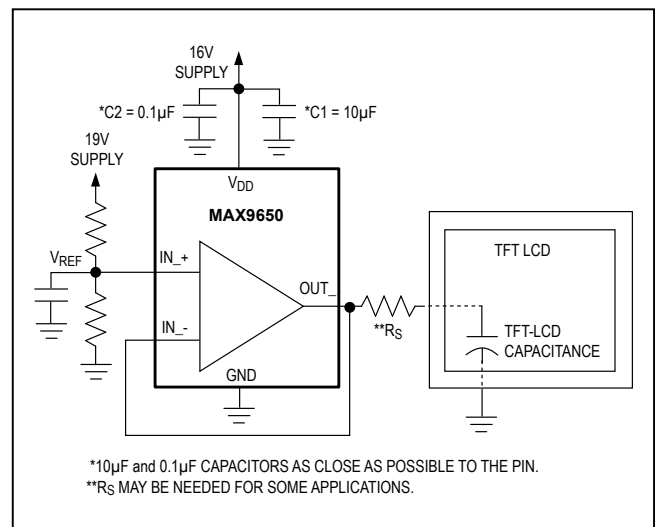 16V
SUPPLY
*C2 = 0.1µF
*C1 = 10µF
19V
SUPPLY
VDD
MAX9650
VREF
IN_+
IN_-
OUT_
GND
**RS
TFT LCD
TFT-LCD
CAPACITANCE
*10µF and 0.1µF CAPACITORS AS CLOSE AS POSSIBLE TO THE PIN.
**RS MAY BE NEEDED FOR SOME APPLICATIONS.